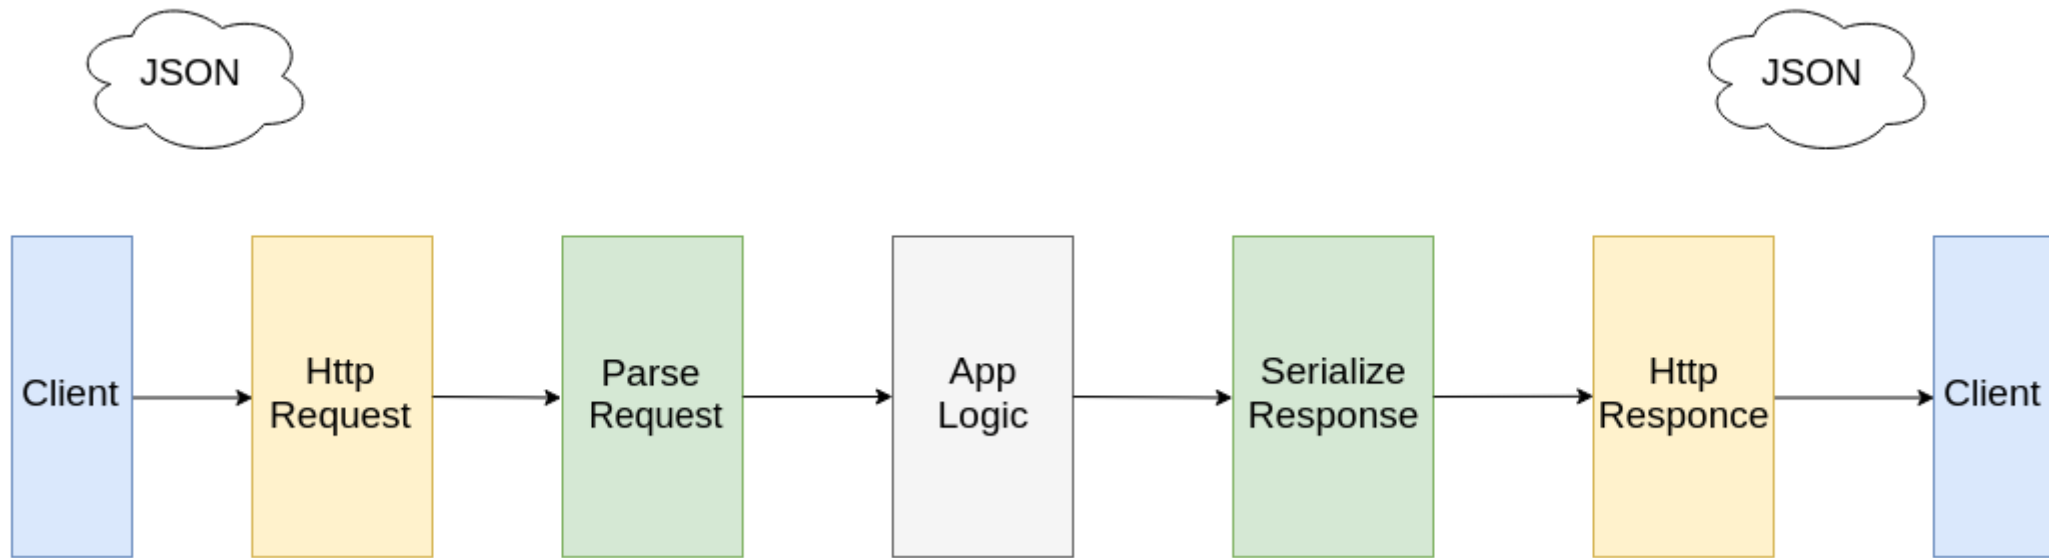 JSON
JSON
Client
Http
Request
Parse
Request
App
Logic
Serialize
Response
Http
Responce
Client